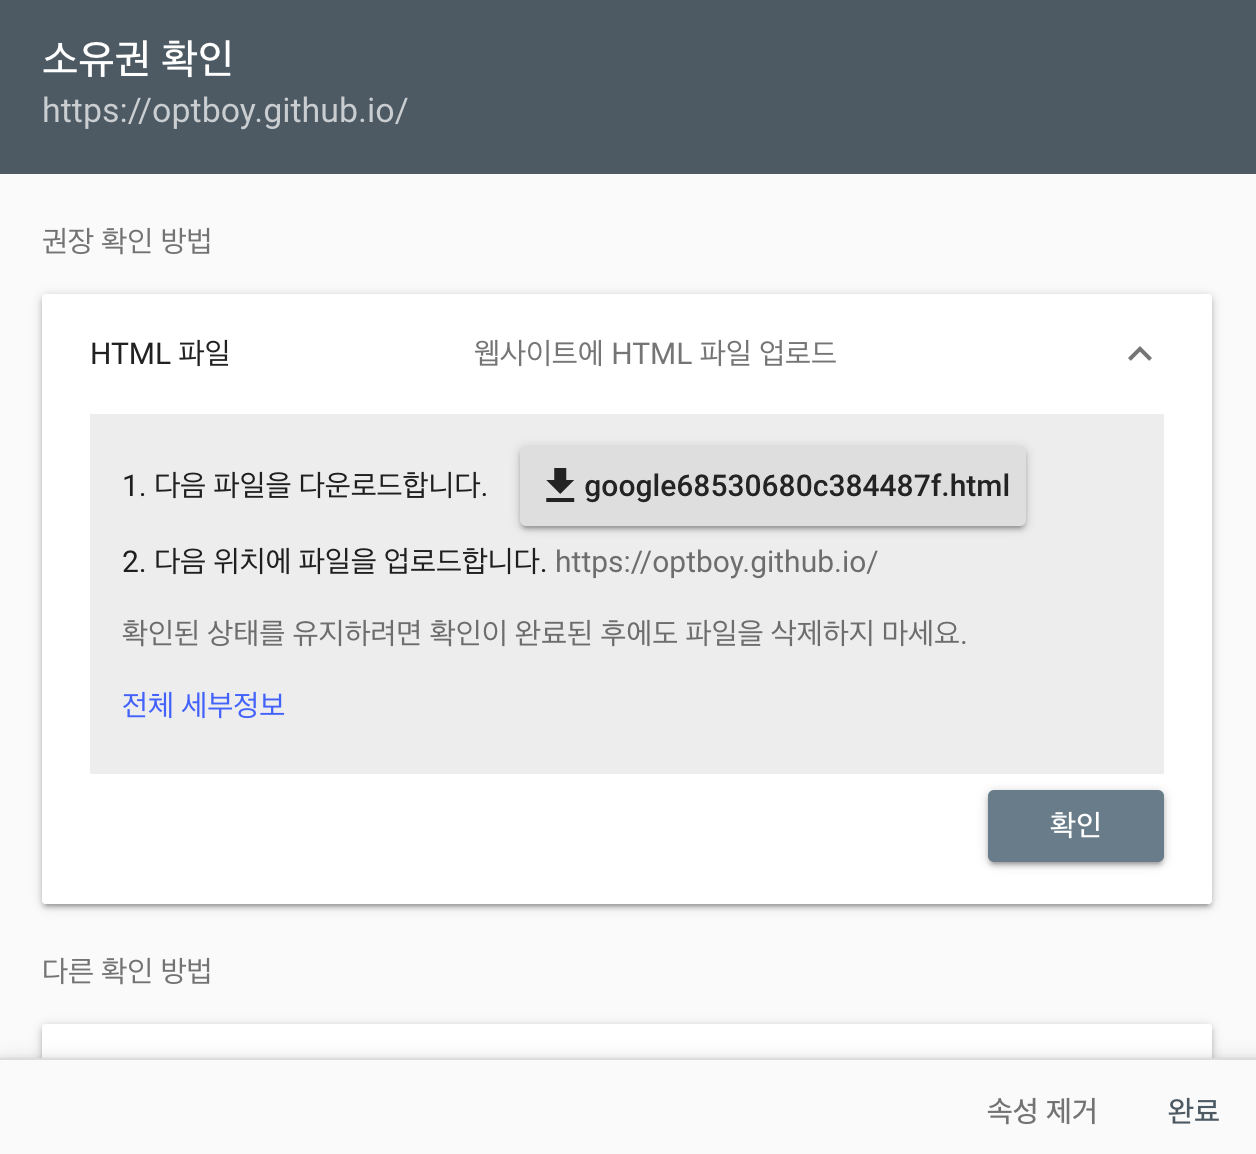 소유권 확인
https://optboy.github.io/
권장 확인 방법
HTML 파일
웹사이트에 HTML 파일 업로드
1. 다음 파일을 다운로드합니다. google68530680c384487f.html
2. 다음 위치에 파일을 업로드합니다. https://optboy.github.io/
확인된 상태를 유지하려면 확인이 완료된 후에도 파일을 삭제하지 마세요.
전체 세부정보
확인
다른 확인 방법
속성 제거
완료